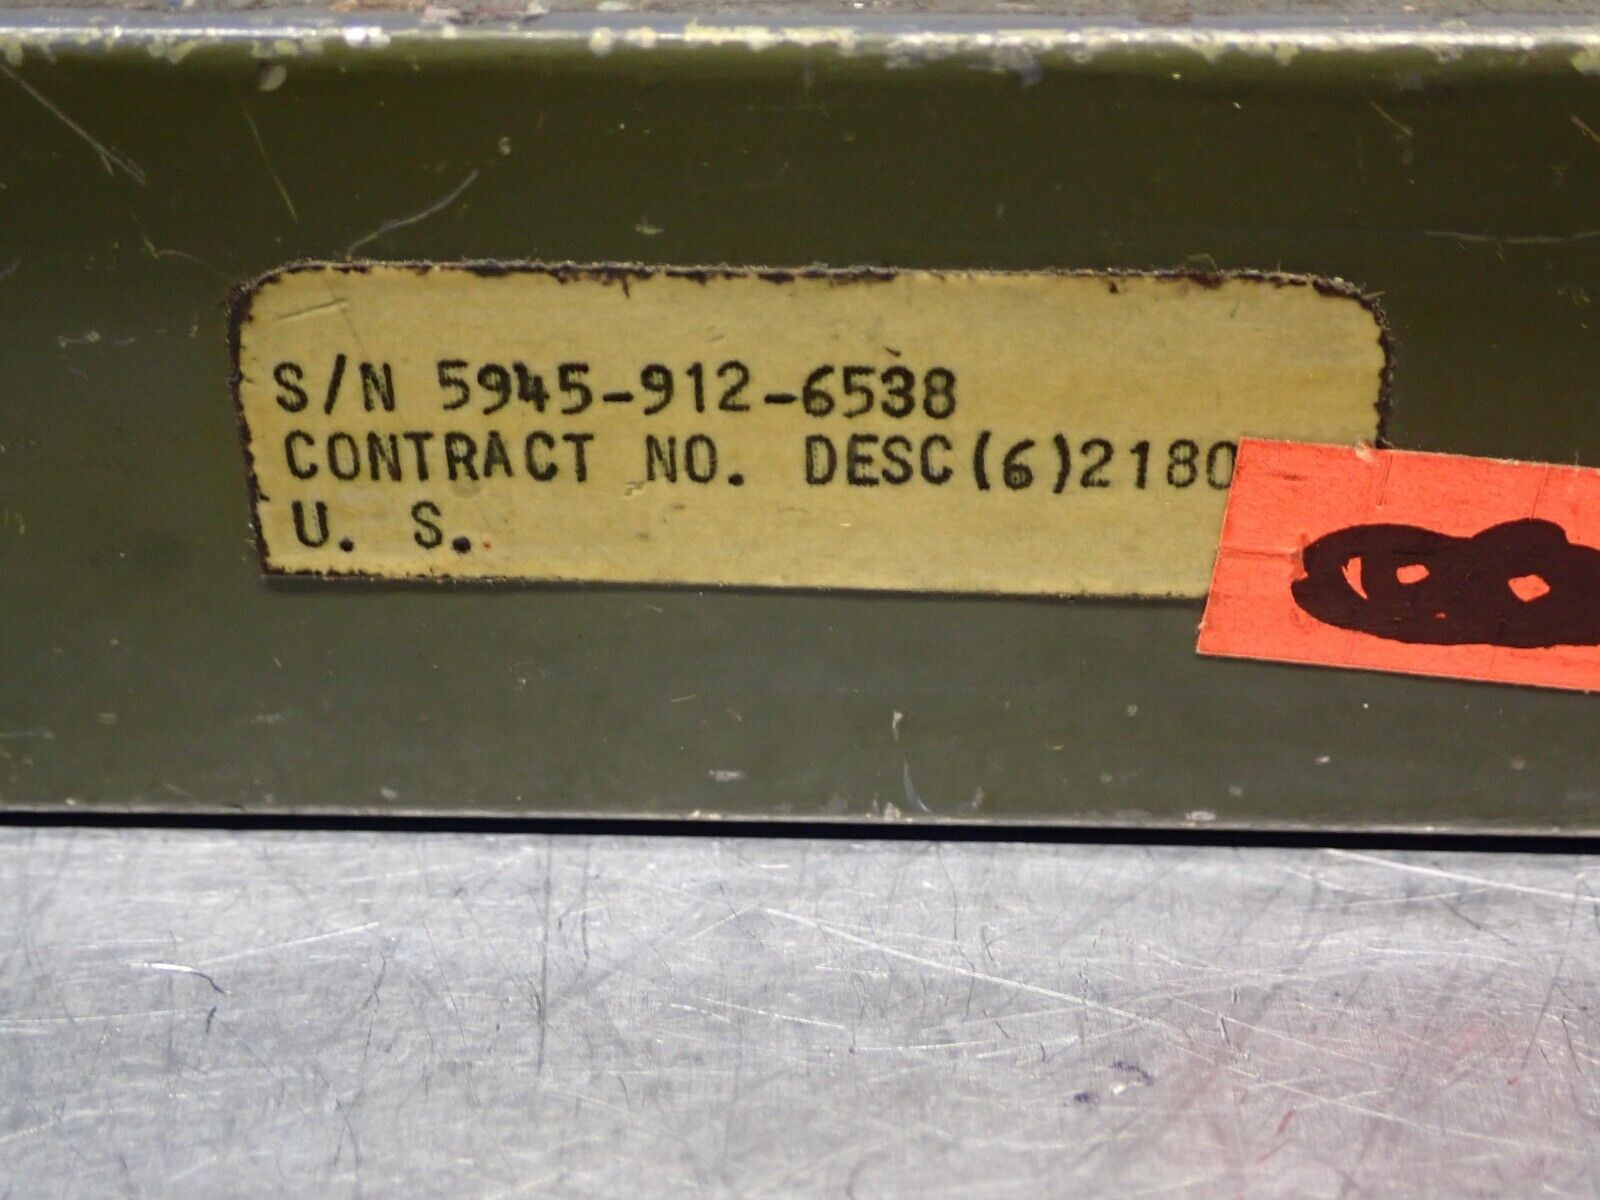 S/N 5945-912-6538
CONTRACT NO. DESC(6)2180
U. S.